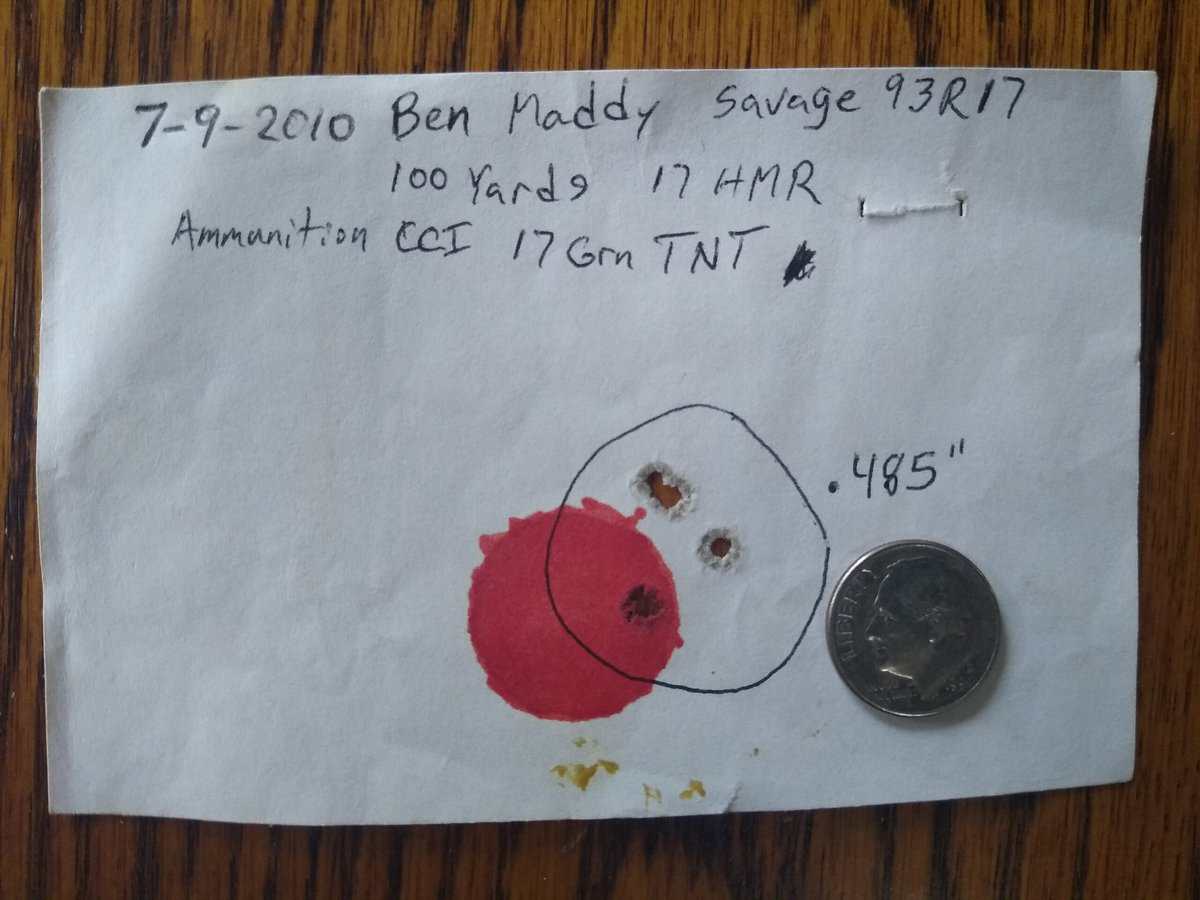 7-9-2010 Ben Maddy Savage 93R17
100 Yards 17 HMR
Ammunition CCI 17 Grn TNT
.485"
LIBERTY